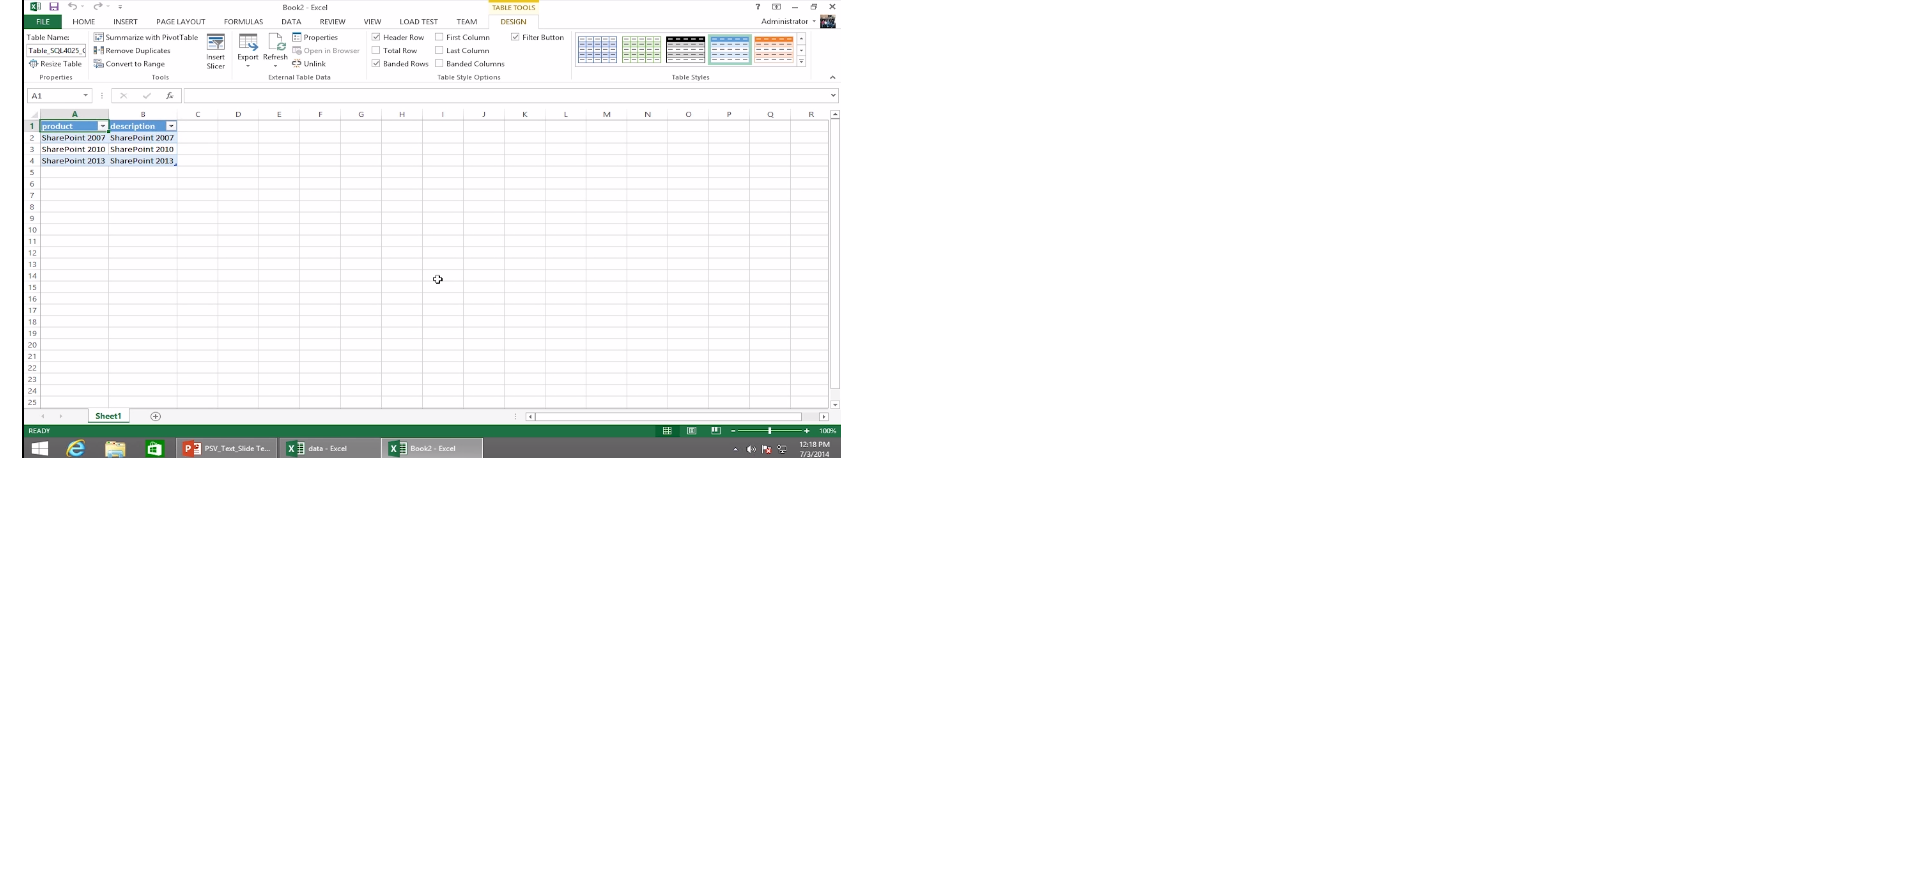 Book2 - Excel
TABLE TOOLS
?
FILE HOME INSERT PAGE LAYOUT FORMULAS DATA REVIEW VIEW LOAD TEST TEAM DESIGN Administrator
Table Name:
Table_SQL4025_
Resize Table
Properties
Summarize with PivotTable
Remove Duplicates
Convert to Range
Insert
Slicer
Tools
Export
Refresh
Properties
Open in Browser
Unlink
External Table Data
Header Row
Total Row
Banded Rows
First Column
Last Column
Banded Columns
Filter Button
Table Style Options
Table Styles
A1 fx
A B C D E F G H I J K L M N O P Q R
1 product description
2 SharePoint 2007 SharePoint 2007
3 SharePoint 2010 SharePoint 2010
4 SharePoint 2013 SharePoint 2013
5
6
7
8
9
10
11
12
13
14
15
16
17
18
19
20
21
22
23
24
25
Sheet1
READY 100%
PSV_Text_Slide Te... data - Excel Book2 - Excel
12:18 PM
7/3/2014